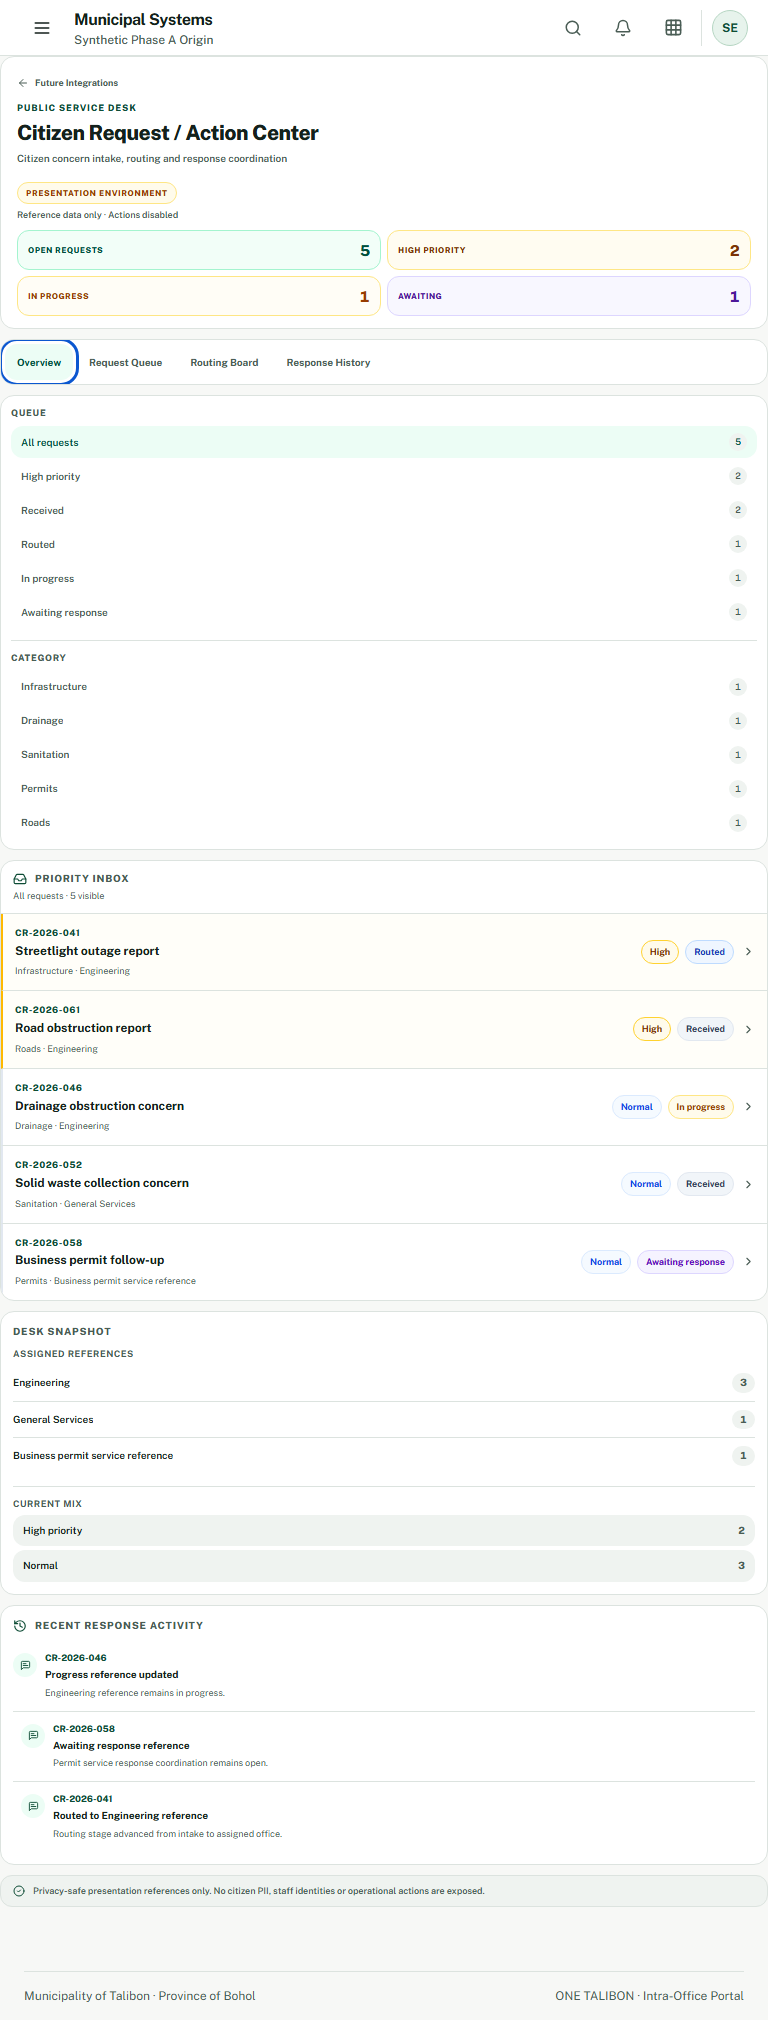 Municipal Systems
Synthetic Phase A Origin
SE
Future Integrations
PUBLIC SERVICE DESK
Citizen Request / Action Center
Citizen concern intake, routing and response coordination
PRESENTATION ENVIRONMENT
Reference data only · Actions disabled
OPEN REQUESTS 5
HIGH PRIORITY 2
IN PROGRESS 1
AWAITING 1
Overview Request Queue Routing Board Response History
QUEUE
All requests 5
High priority 2
Received 2
Routed 1
In progress 1
Awaiting response 1
CATEGORY
Infrastructure 1
Drainage 1
Sanitation 1
Permits 1
Roads 1
PRIORITY INBOX
All requests · 5 visible
CR-2026-041
Streetlight outage report
Infrastructure · Engineering
High Routed
CR-2026-061
Road obstruction report
Roads · Engineering
High Received
CR-2026-046
Drainage obstruction concern
Drainage · Engineering
Normal In progress
CR-2026-052
Solid waste collection concern
Sanitation · General Services
Normal Received
CR-2026-058
Business permit follow-up
Permits · Business permit service reference
Normal Awaiting response
DESK SNAPSHOT
ASSIGNED REFERENCES
Engineering 3
General Services 1
Business permit service reference 1
CURRENT MIX
High priority 2
Normal 3
RECENT RESPONSE ACTIVITY
CR-2026-046
Progress reference updated
Engineering reference remains in progress.
CR-2026-058
Awaiting response reference
Permit service response coordination remains open.
CR-2026-041
Routed to Engineering reference
Routing stage advanced from intake to assigned office.
Privacy-safe presentation references only. No citizen PII, staff identities or operational actions are exposed.
Municipality of Talibon · Province of Bohol
ONE TALIBON · Intra-Office Portal